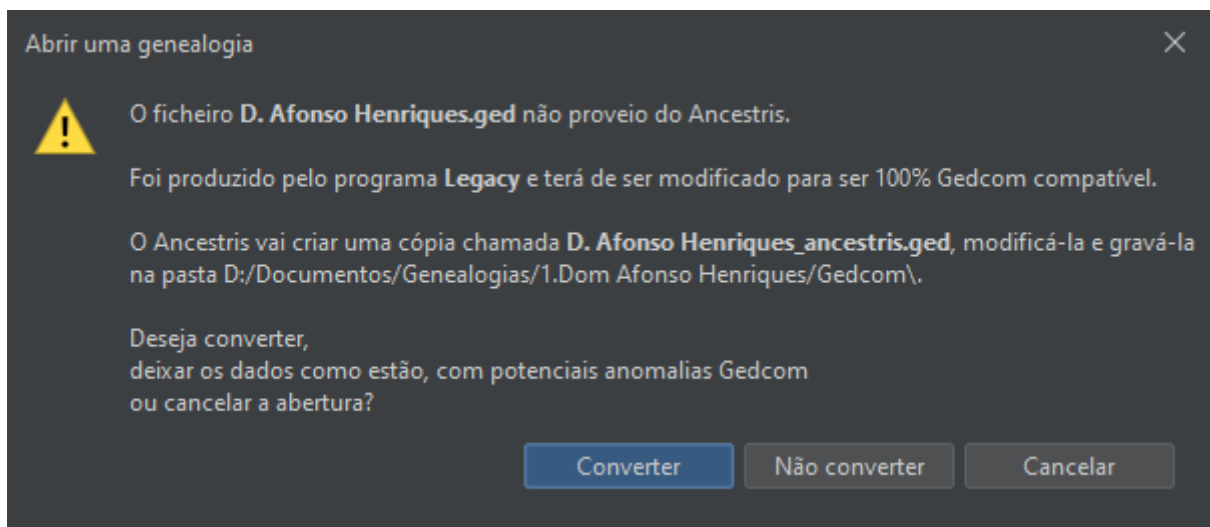 Abrir uma genealogia
O ficheiro D. Afonso Henriques.ged não proveio do Ancestris.
Foi produzido pelo programa Legacy e terá de ser modificado para ser 100% Gedcom compatível.
O Ancestris vai criar uma cópia chamada D. Afonso Henriques_ancestris.ged, modificá-la e gravá-la
na pasta D:/Documentos/Genealogias/1.Dom Afonso Henriques/Gedcom\.
Deseja converter,
deixar os dados como estão, com potenciais anomalias Gedcom
ou cancelar a abertura?
Converter Não converter Cancelar